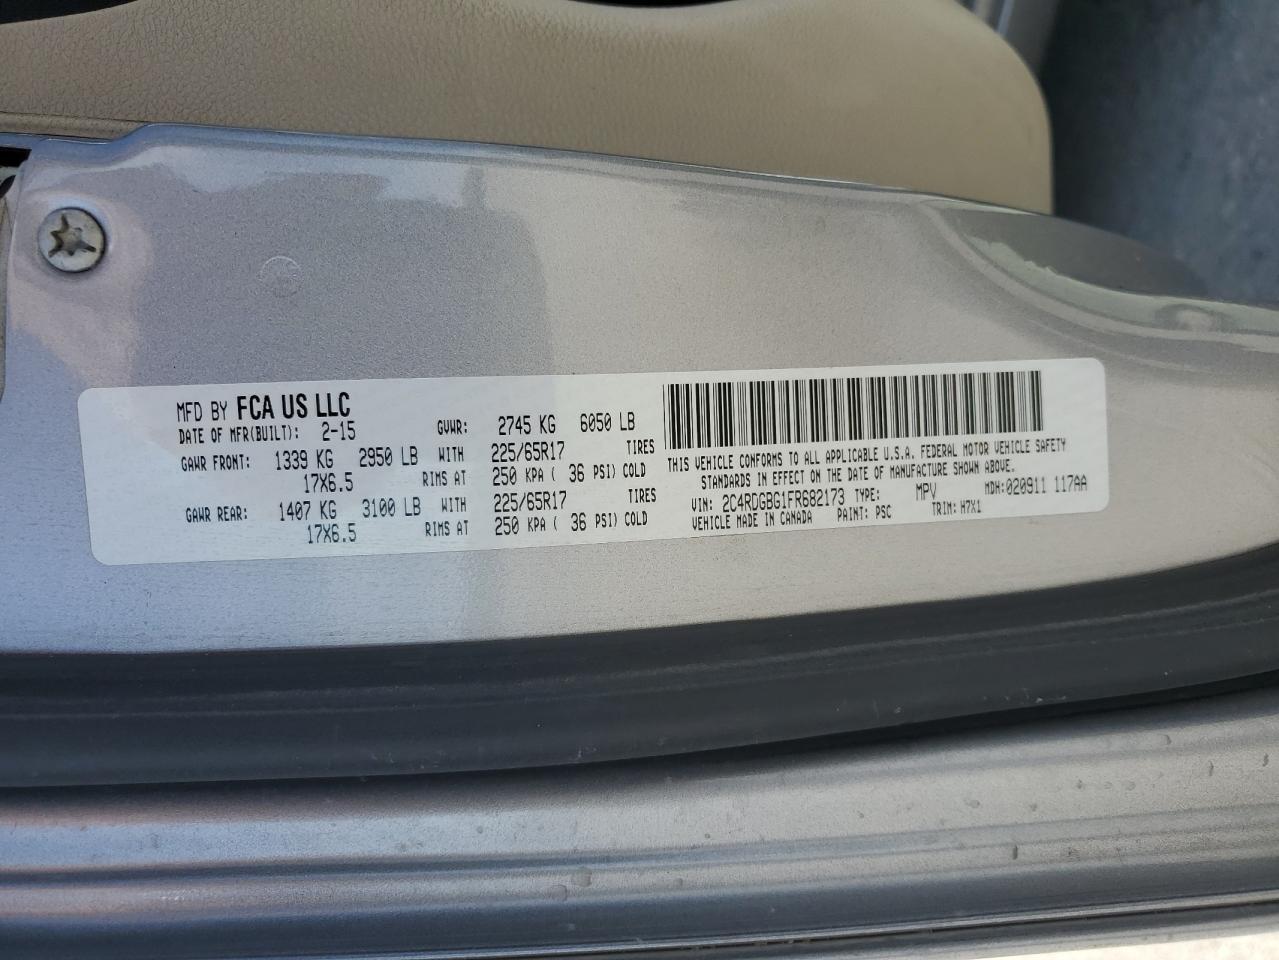 MFD BY FCA US LLC
DATE OF MFR(BUILT): 2-15 GVWR: 2745 KG 6050 LB
GAWR FRONT: 1339 KG 2950 LB WITH 225/65R17 TIRES
17X6.5 RIMS AT 250 KPA ( 36 PSI) COLD
GAWR REAR: 1407 KG 3100 LB WITH 225/65R17 TIRES
17X6.5 RIMS AT 250 KPA ( 36 PSI) COLD
THIS VEHICLE CONFORMS TO ALL APPLICABLE U.S.A. FEDERAL MOTOR VEHICLE SAFETY
STANDARDS IN EFFECT ON THE DATE OF MANUFACTURE SHOWN ABOVE.
VIN: 2C4RDGBG1FR682173 TYPE: MPV MDH:020911 117AA
VEHICLE MADE IN CANADA PAINT: PSC TRIM: H7X1